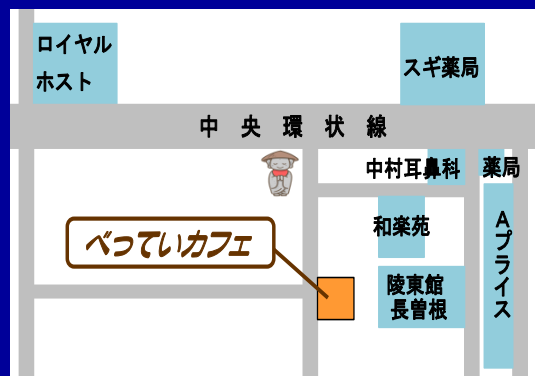 ロイヤル
ホスト
スギ薬局
中央環状線
中村耳鼻科
薬局
和楽苑
Aプライス
べっていカフェ
陵東館
長曽根